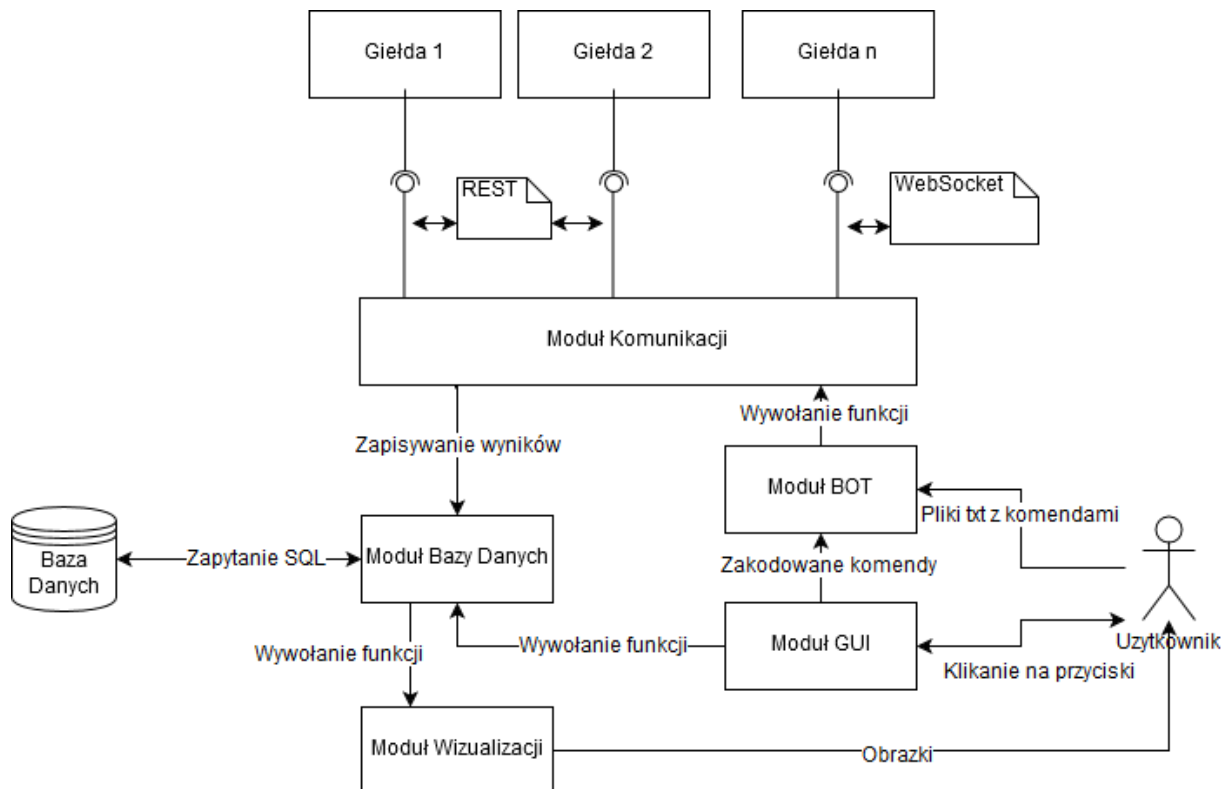 Giełda 1
Giełda 2
Giełda n
REST
WebSocket
Moduł Komunikacji
Wywołanie funkcji
Zapisywanie wyników
Moduł BOT
Pliki txt z komendami
Baza
Danych
Zapytanie SQL
Moduł Bazy Danych
Zakodowane komendy
Wywołanie funkcji
Wywołanie funkcji
Moduł GUI
Uzytkownik
Klikanie na przyciski
Moduł Wizualizacji
Obrazki